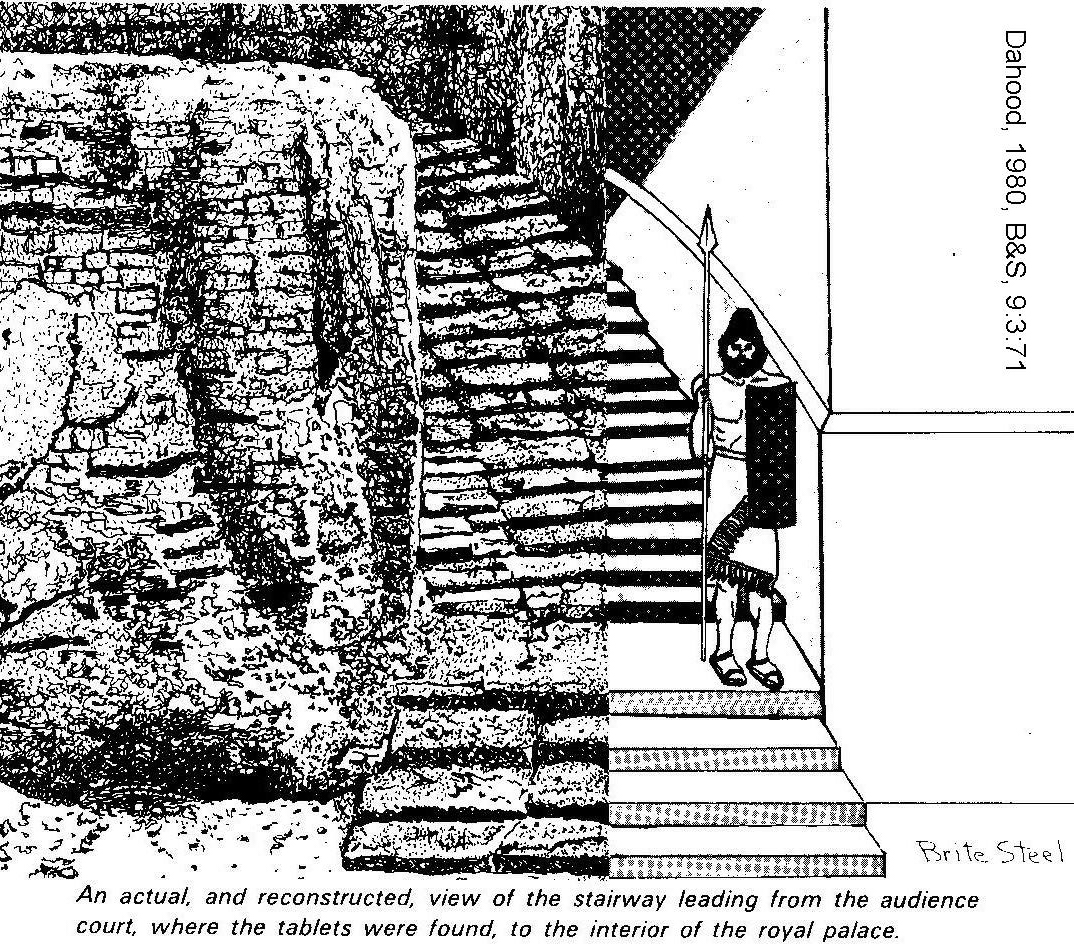 Dahood, 1980, B&S, 9:3:71
Brite Steel
An actual, and reconstructed, view of the stairway leading from the audience
court, where the tablets were found, to the interior of the royal palace.